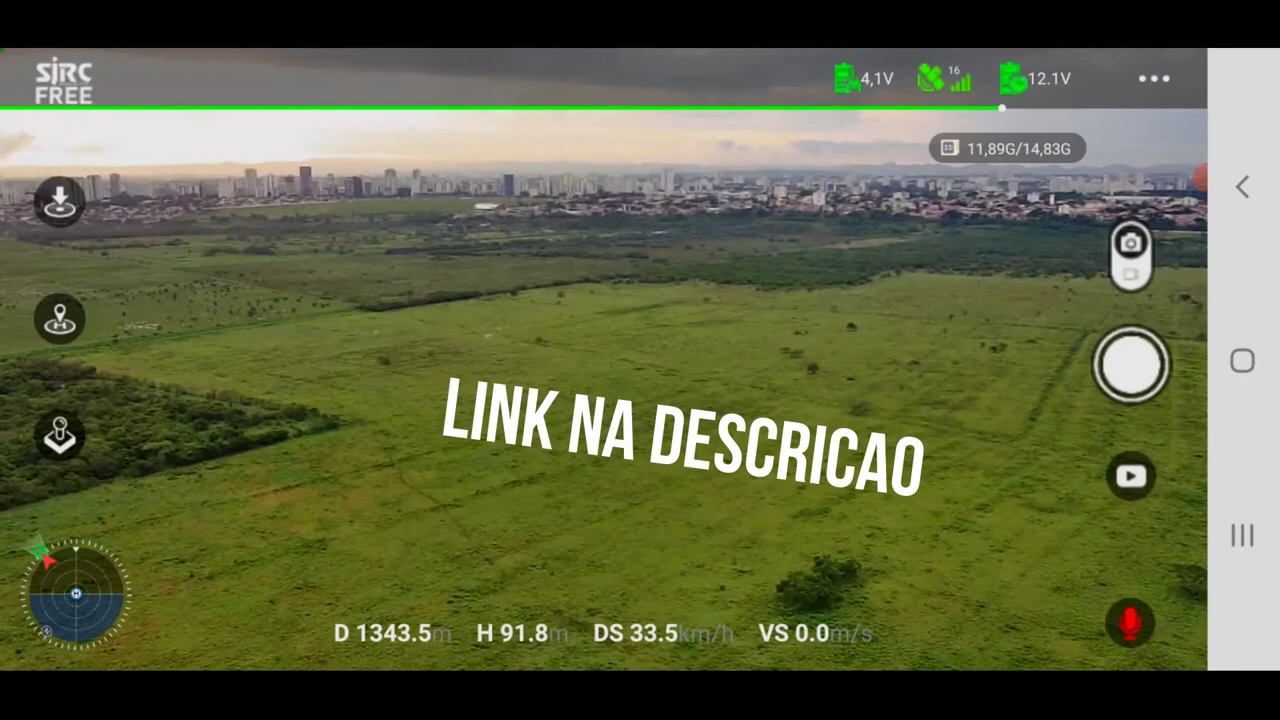 SJRC
FREE
4,1V
16
12.1V
11,89G/14,83G
LINK NA DESCRICAO
D 1343.5m H 91.8m DS 33.5km/h VS 0.0m/s